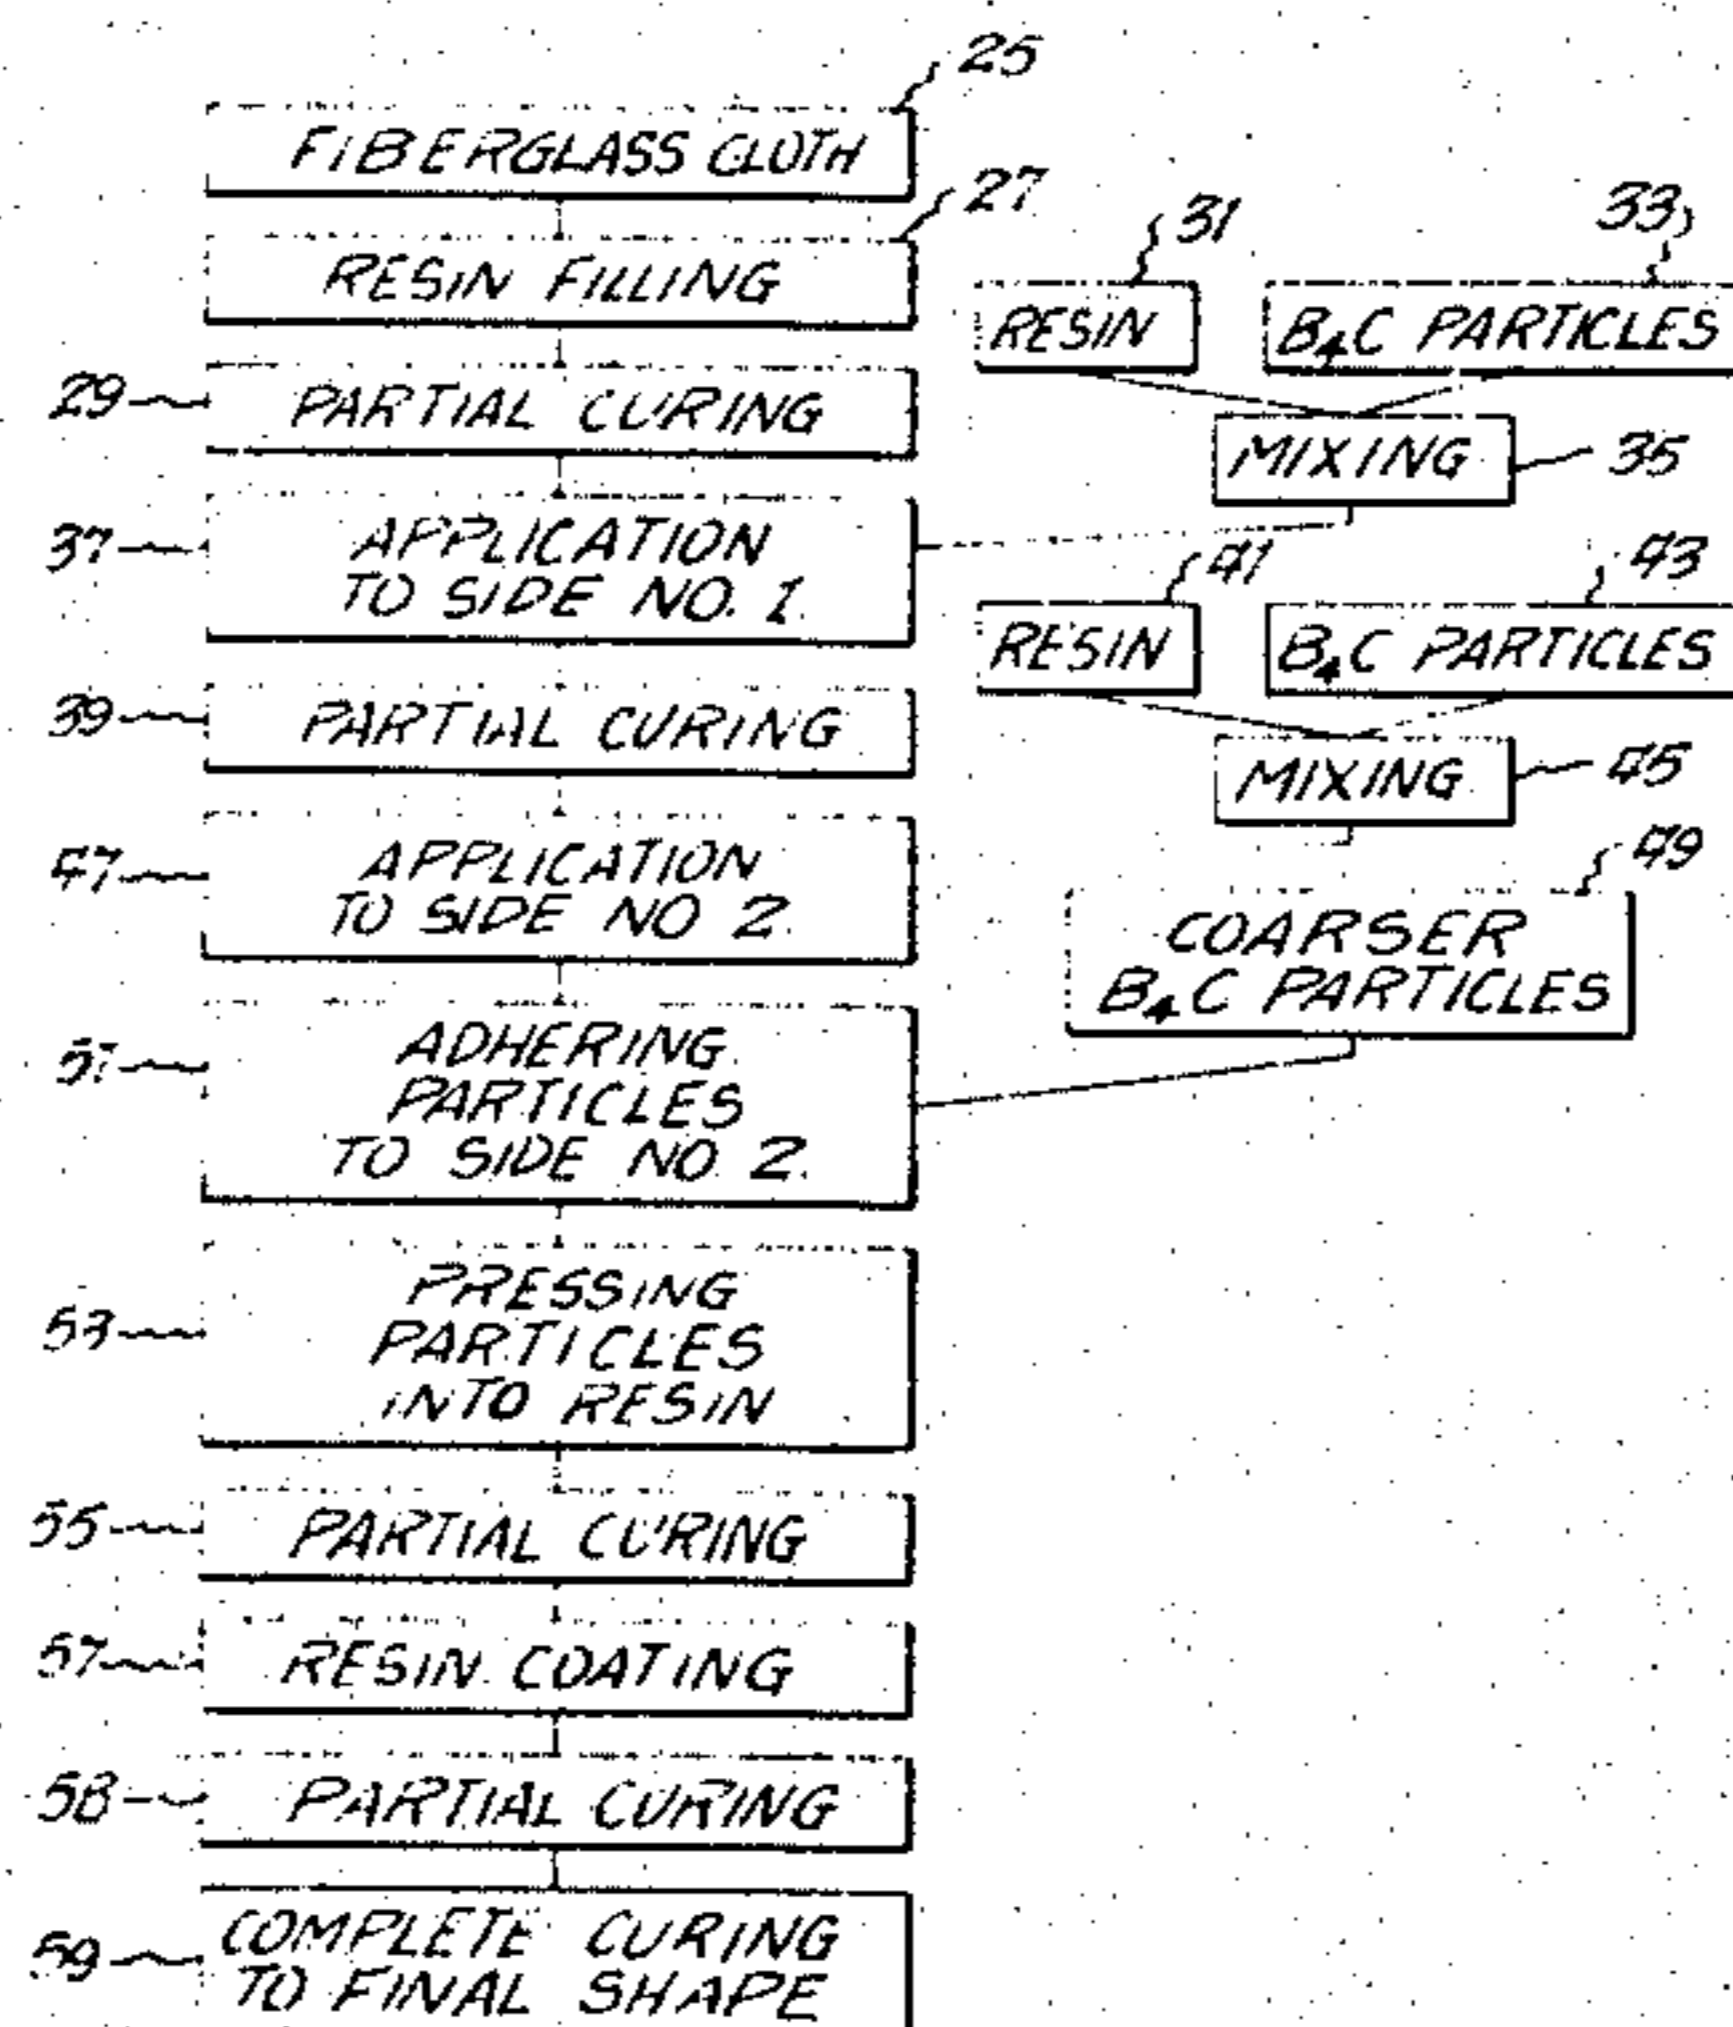 25
FIBERGLASS CLOTH
27
RESIN FILLING
29
PARTIAL CURING
31
RESIN
33
B4C PARTICLES
MIXING
35
37
APPLICATION
TO SIDE NO. 1
39
PARTIAL CURING
41
RESIN
43
B4C PARTICLES
MIXING
45
47
APPLICATION
TO SIDE NO 2.
49
COARSER
B4C PARTICLES
51
ADHERING
PARTICLES
TO SIDE NO. 2.
53
PRESSING
PARTICLES
INTO RESIN
55
PARTIAL CURING
57
RESIN COATING
58
PARTIAL CURING
59
COMPLETE CURING
TO FINAL SHAPE